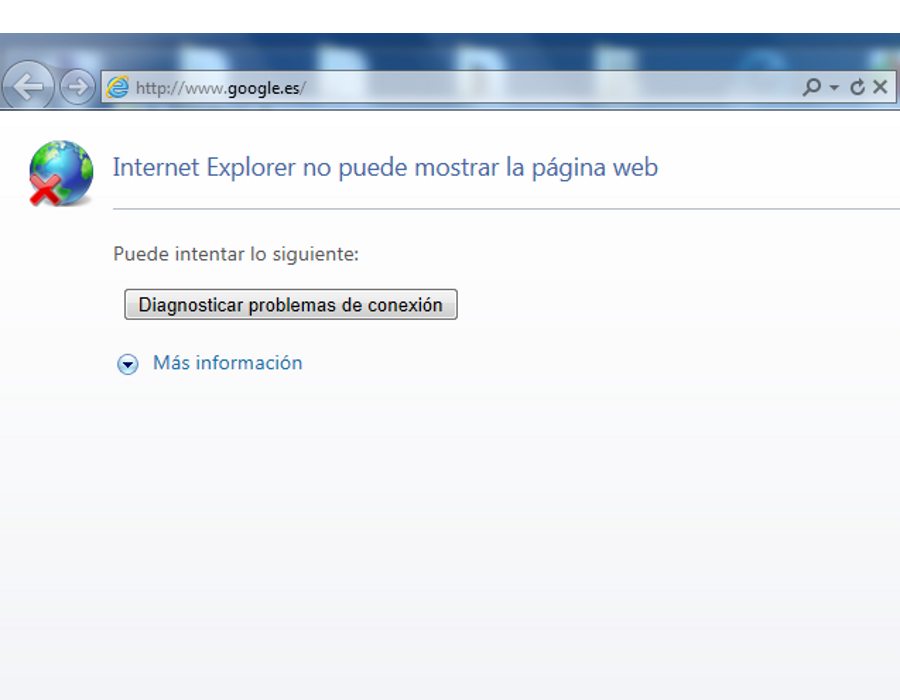 http://www.google.es/
Internet Explorer no puede mostrar la página web
Puede intentar lo siguiente:
Diagnosticar problemas de conexión
Más información